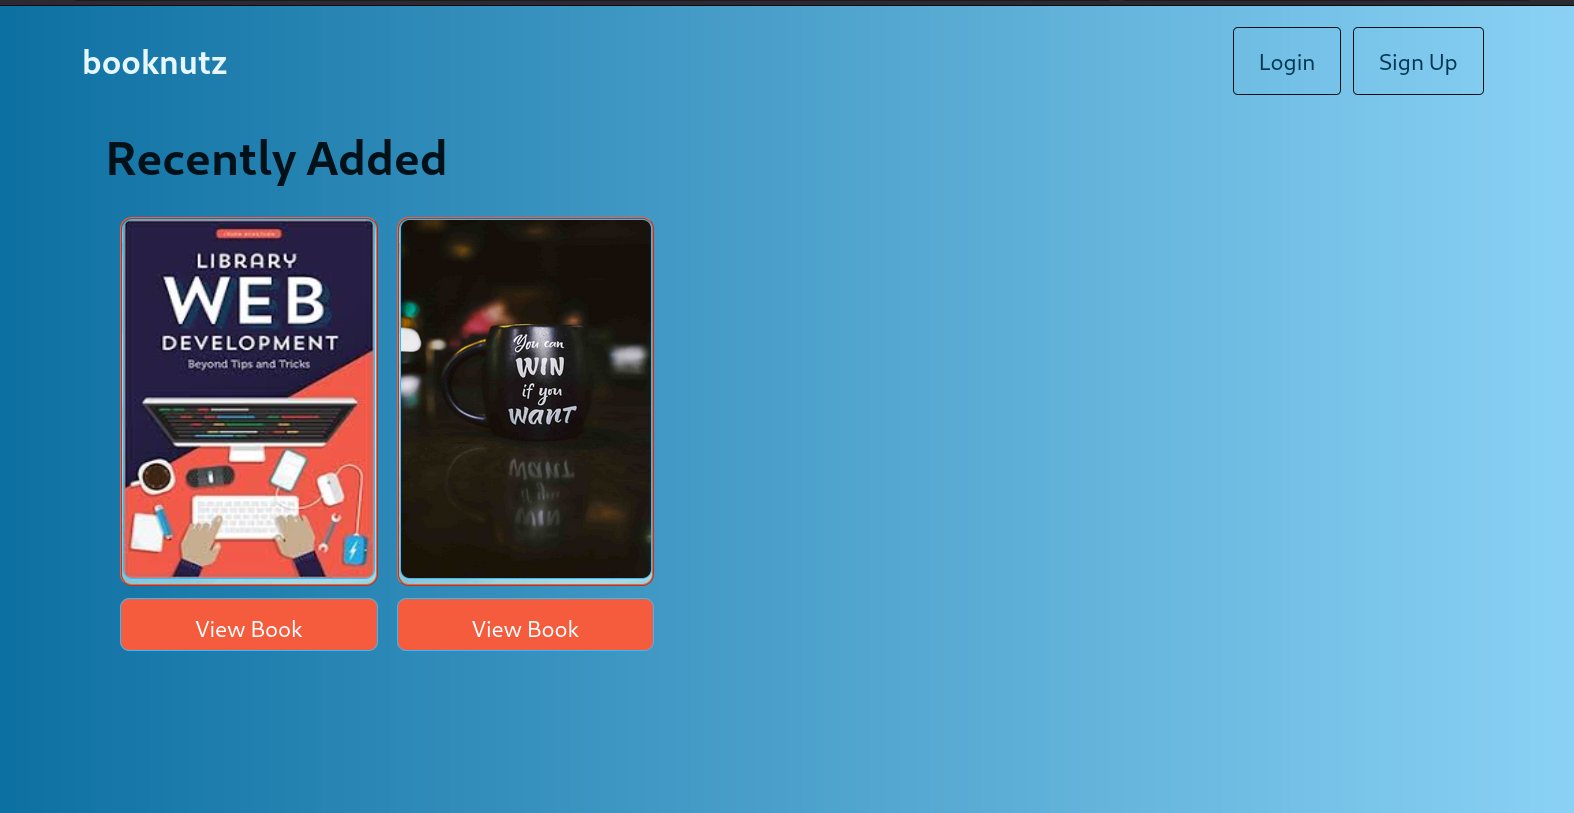 booknutz
Login
Sign Up
Recently Added
LIBRARY
WEB
DEVELOPMENT
Beyond Tips and Tricks
You can
WIN
if you
WANT
View Book
View Book